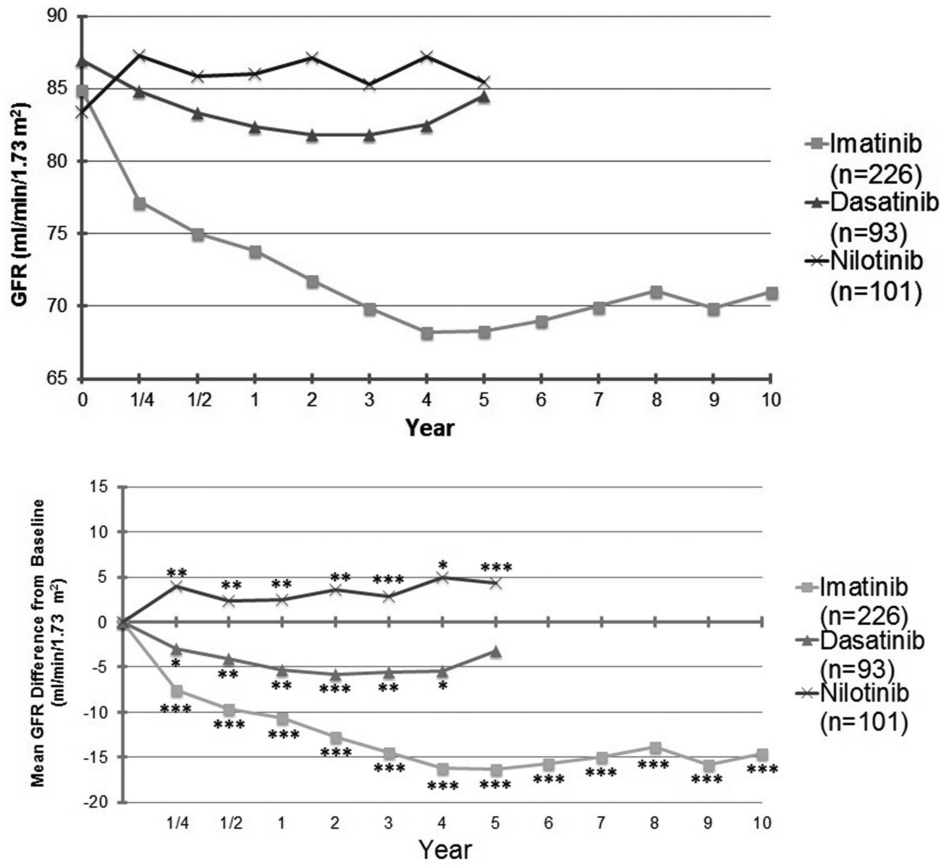 90
85
80
75
70
65
GFR (ml/min/1.73 m²)
0 1/4 1/2 1 2 3 4 5 6 7 8 9 10
Year
Imatinib
(n=226)
Dasatinib
(n=93)
Nilotinib
(n=101)
15
10
5
0
-5
-10
-15
-20
Mean GFR Difference from Baseline
(ml/min/1.73 m²)
** ** ** ** *** * ***
* ** ** *** ** *
*** *** *** *** *** *** *** *** *** *** *** ***
1/4 1/2 1 2 3 4 5 6 7 8 9 10
Year
Imatinib
(n=226)
Dasatinib
(n=93)
Nilotinib
(n=101)